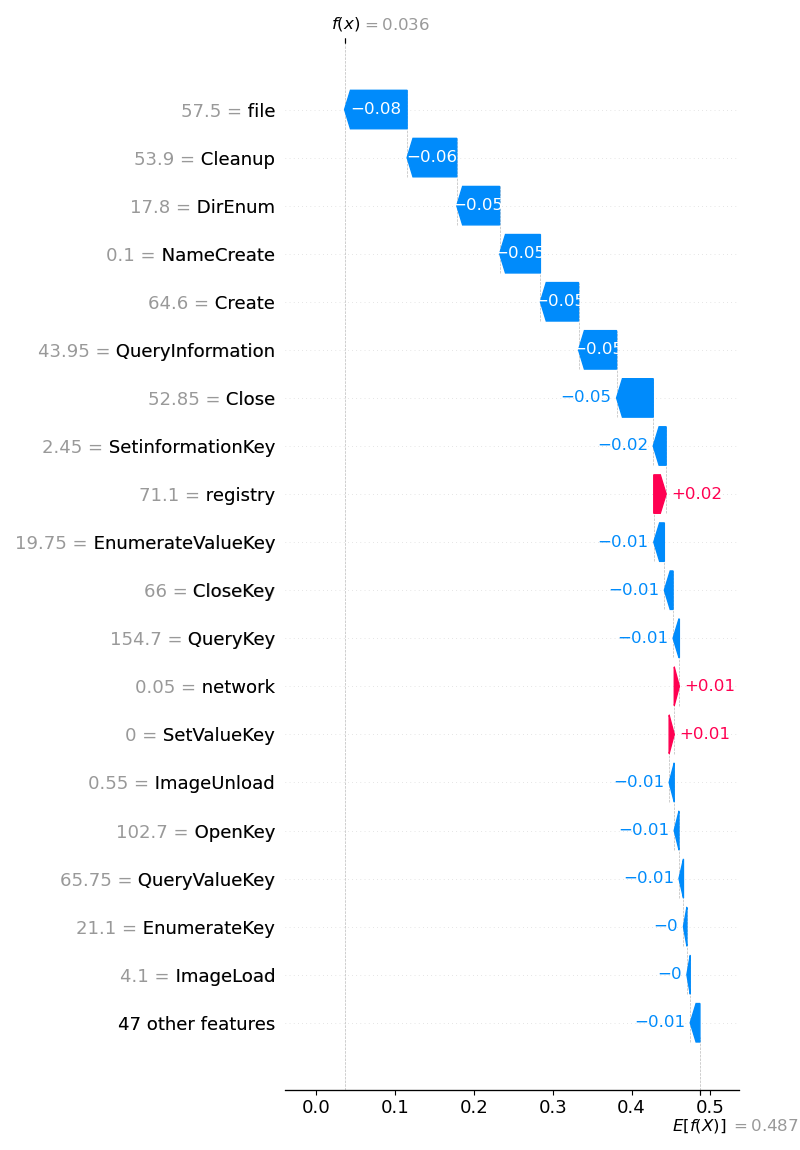 f(x) = 0.036
57.5 = file −0.08
53.9 = Cleanup −0.06
17.8 = DirEnum −0.05
0.1 = NameCreate −0.05
64.6 = Create −0.05
43.95 = QueryInformation −0.05
52.85 = Close −0.05
2.45 = SetinformationKey −0.02
71.1 = registry +0.02
19.75 = EnumerateValueKey −0.01
66 = CloseKey −0.01
154.7 = QueryKey −0.01
0.05 = network +0.01
0 = SetValueKey +0.01
0.55 = ImageUnload −0.01
102.7 = OpenKey −0.01
65.75 = QueryValueKey −0.01
21.1 = EnumerateKey −0
4.1 = ImageLoad −0
47 other features −0.01
0.0 0.1 0.2 0.3 0.4 0.5
E[f(X)] = 0.487